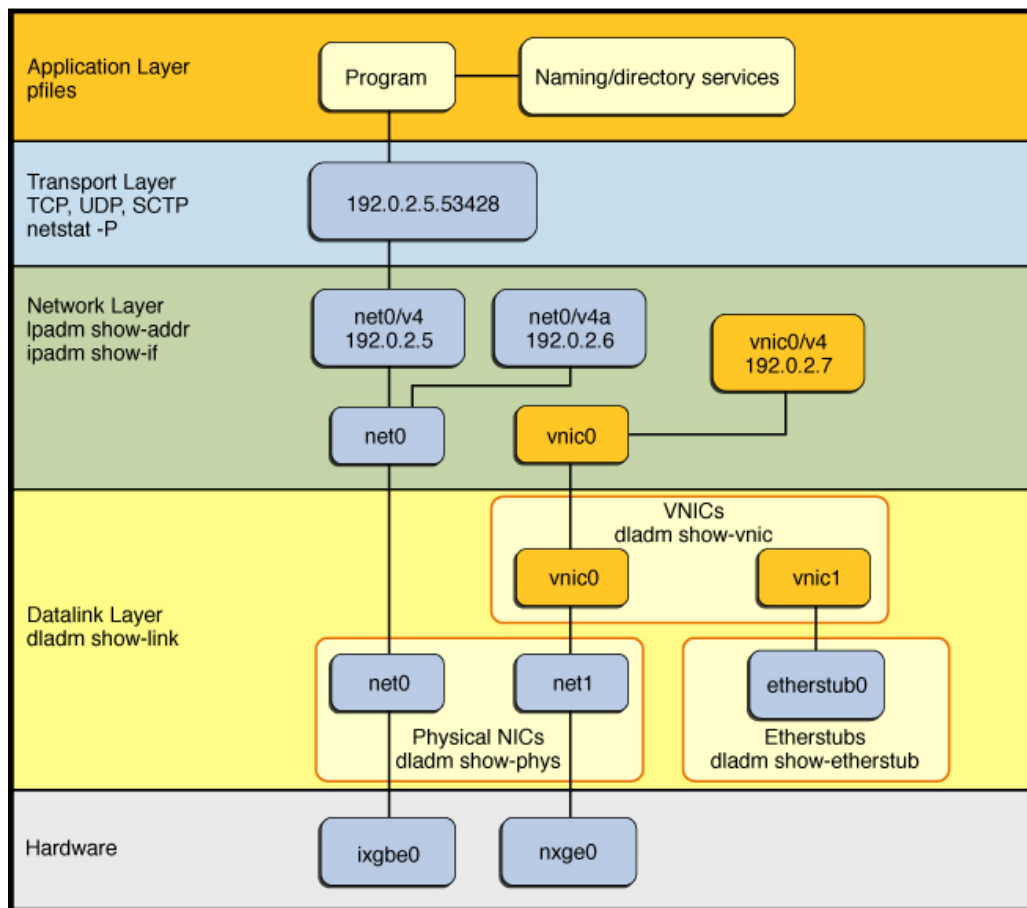 Application Layer
pfiles
Program
Naming/directory services
Transport Layer
TCP, UDP, SCTP
netstat -P
192.0.2.5.53428
Network Layer
Ipadm show-addr
ipadm show-if
net0/v4
192.0.2.5
net0/v4a
192.0.2.6
vnic0/v4
192.0.2.7
net0
vnic0
VNICs
dladm show-vnic
vnic0
vnic1
Datalink Layer
dladm show-link
net0
net1
etherstub0
Physical NICs
dladm show-phys
Etherstubs
dladm show-etherstub
Hardware
ixgbe0
nxge0